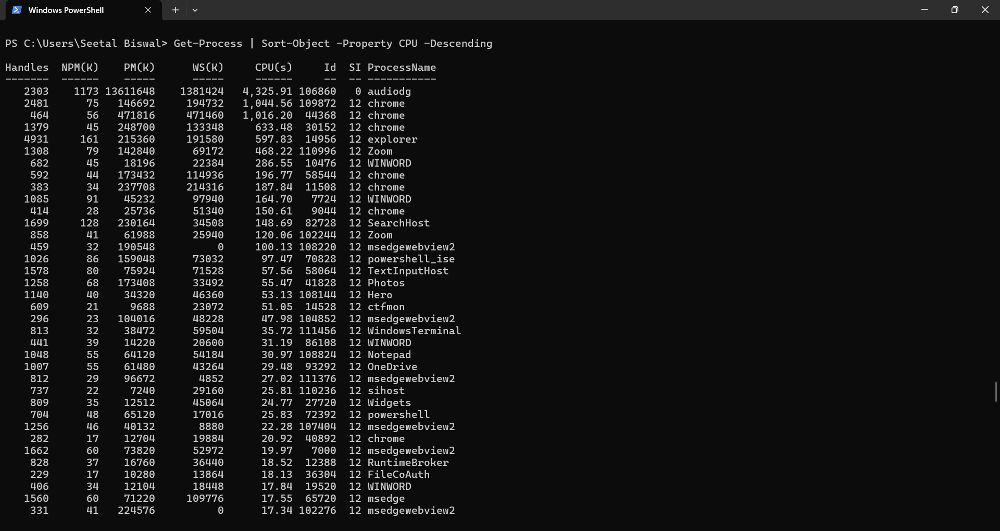 Windows PowerShell
PS C:\Users\Seetal Biswal> Get-Process | Sort-Object -Property CPU -Descending
Handles  NPM(K)    PM(K)      WS(K)     CPU(s)     Id  SI ProcessName
-------  ------    -----      -----     ------     --  -- -----------
   2303    1173 13611648    1381424   4,325.91 106860   0 audiodg
   2481      75   146692     194732   1,044.56 109872  12 chrome
    464      56   471816     471460   1,016.20  44368  12 chrome
   1379      45   248700     133348     633.48  30152  12 chrome
   4931     161   215360     191580     597.83  14956  12 explorer
   1308      79   142840      69172     468.22 110996  12 Zoom
    682      45    18196      22384     286.55  10476  12 WINWORD
    592      44   173432     114936     196.77  58544  12 chrome
    383      34   237708     214316     187.84  11508  12 chrome
   1085      91    45232      97940     164.70   7724  12 WINWORD
    414      28    25736      51340     150.61   9044  12 chrome
   1699     128   230164      34508     148.69  82728  12 SearchHost
    858      41    61988      25940     120.06 102244  12 Zoom
    459      32   190548          0     100.13 108220  12 msedgewebview2
   1026      86   159048      73032      97.47  70828  12 powershell_ise
   1578      80    75924      71528      57.56  58064  12 TextInputHost
   1258      68   173408      33492      55.47  41828  12 Photos
   1140      40    34320      46360      53.13 108144  12 Hero
    609      21     9688      23072      51.05  14528  12 ctfmon
    296      23   104016      48228      47.98 104852  12 msedgewebview2
    813      32    38472      59504      35.72 111456  12 WindowsTerminal
    441      39    14220      20600      31.19  86108  12 WINWORD
   1048      55    64120      54184      30.97 108824  12 Notepad
   1007      55    61480      43264      29.48  93292  12 OneDrive
    812      29    96672       4852      27.02 111376  12 msedgewebview2
    737      22     7240      29160      25.81 110236  12 sihost
    809      35    12512      45064      24.77  27720  12 Widgets
    704      48    65120      17016      25.83  72392  12 powershell
   1256      46    40132       8880      22.28 107404  12 msedgewebview2
    282      17    12704      19884      20.92  40892  12 chrome
   1662      60    73820      52972      19.97   7000  12 msedgewebview2
    828      37    16760      36440      18.52  12388  12 RuntimeBroker
    229      17    10280      13864      18.13  36304  12 FileCoAuth
    406      34    12104      18448      17.84  19520  12 WINWORD
   1560      60    71220     109776      17.55  65720  12 msedge
    331      41   224576          0      17.34 102276  12 msedgewebview2